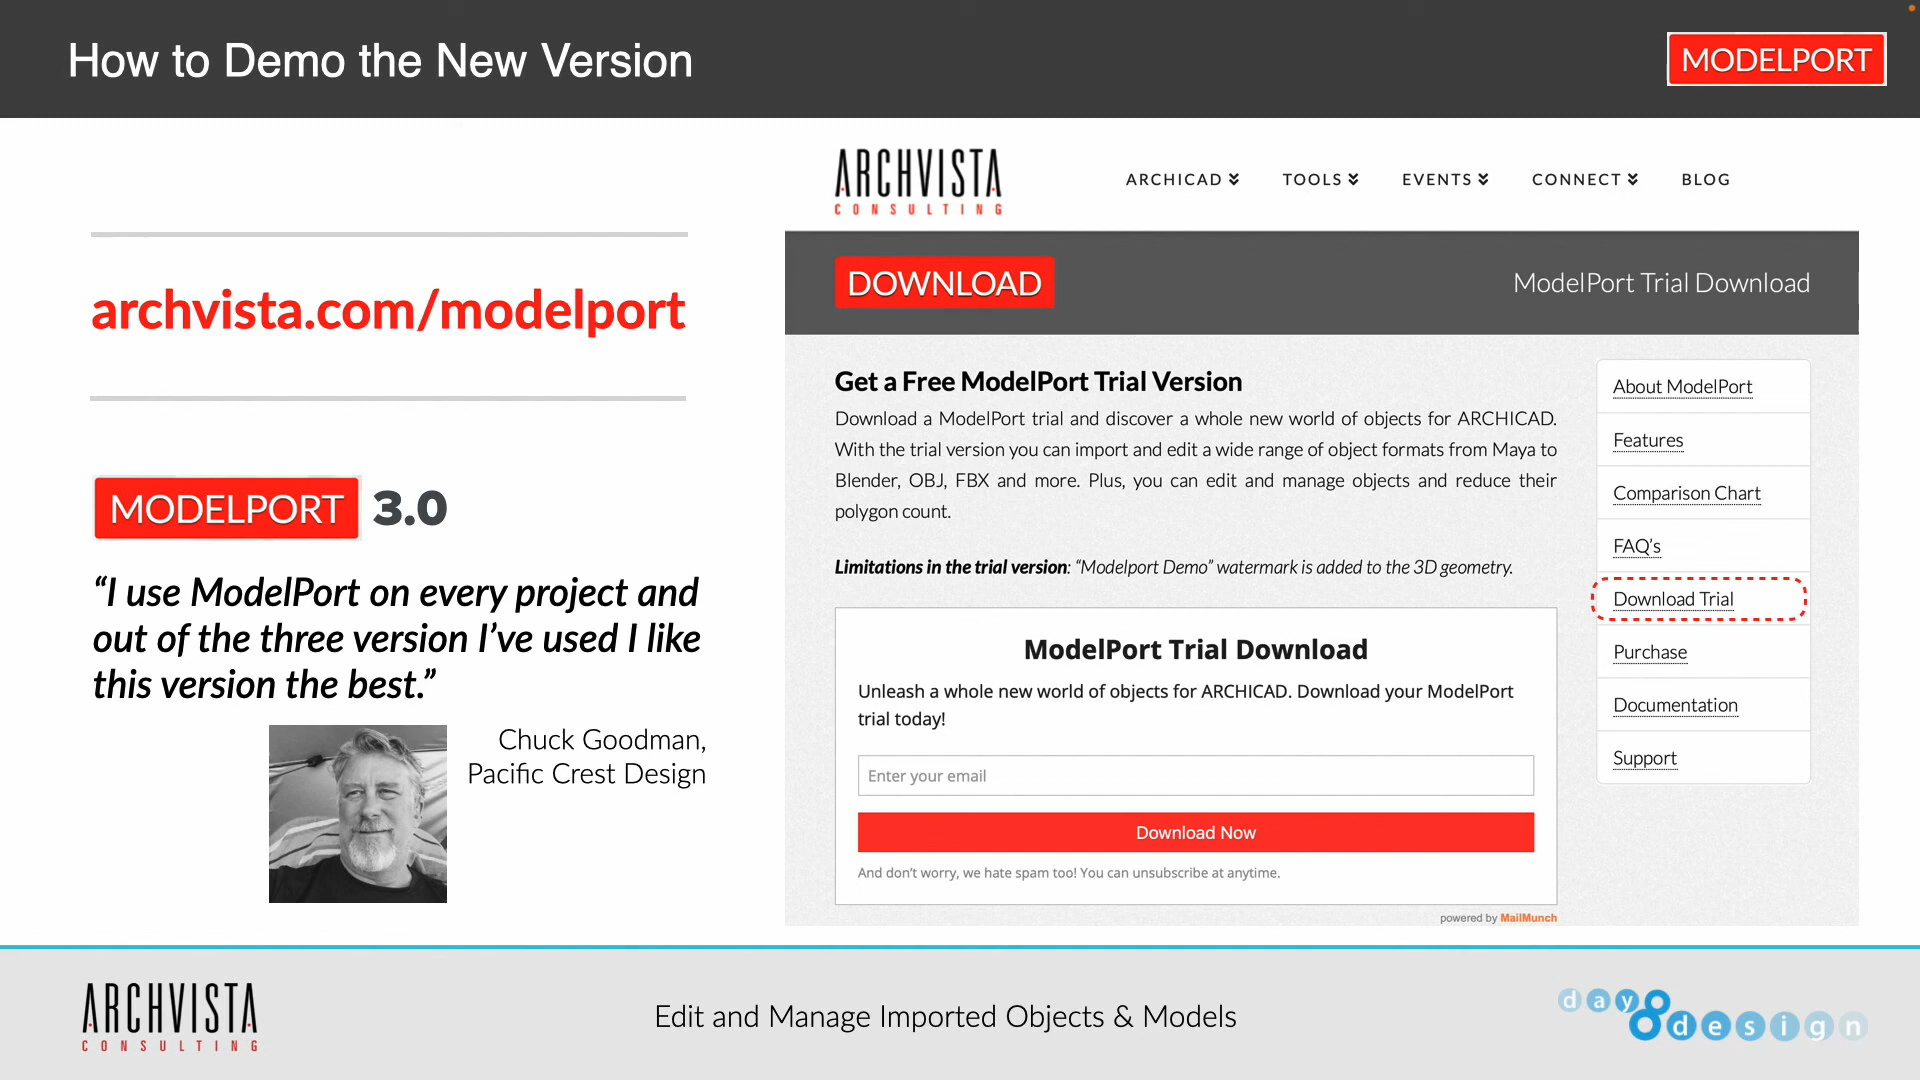 How to Demo the New Version
MODELPORT
archvista.com/modelport
MODELPORT 3.0
“I use ModelPort on every project and
out of the three version I’ve used I like
this version the best.”
Chuck Goodman,
Pacific Crest Design
ARCHVISTA
CONSULTING
ARCHICAD
TOOLS
EVENTS
CONNECT
BLOG
DOWNLOAD
ModelPort Trial Download
Get a Free ModelPort Trial Version
Download a ModelPort trial and discover a whole new world of objects for ARCHICAD.
With the trial version you can import and edit a wide range of object formats from Maya to
Blender, OBJ, FBX and more. Plus, you can edit and manage objects and reduce their
polygon count.
Limitations in the trial version: “Modelport Demo” watermark is added to the 3D geometry.
ModelPort Trial Download
Unleash a whole new world of objects for ARCHICAD. Download your ModelPort
trial today!
Enter your email
Download Now
And don’t worry, we hate spam too! You can unsubscribe at anytime.
powered by MailMunch
About ModelPort
Features
Comparison Chart
FAQ’s
Download Trial
Purchase
Documentation
Support
ARCHVISTA
CONSULTING
Edit and Manage Imported Objects & Models
day8design